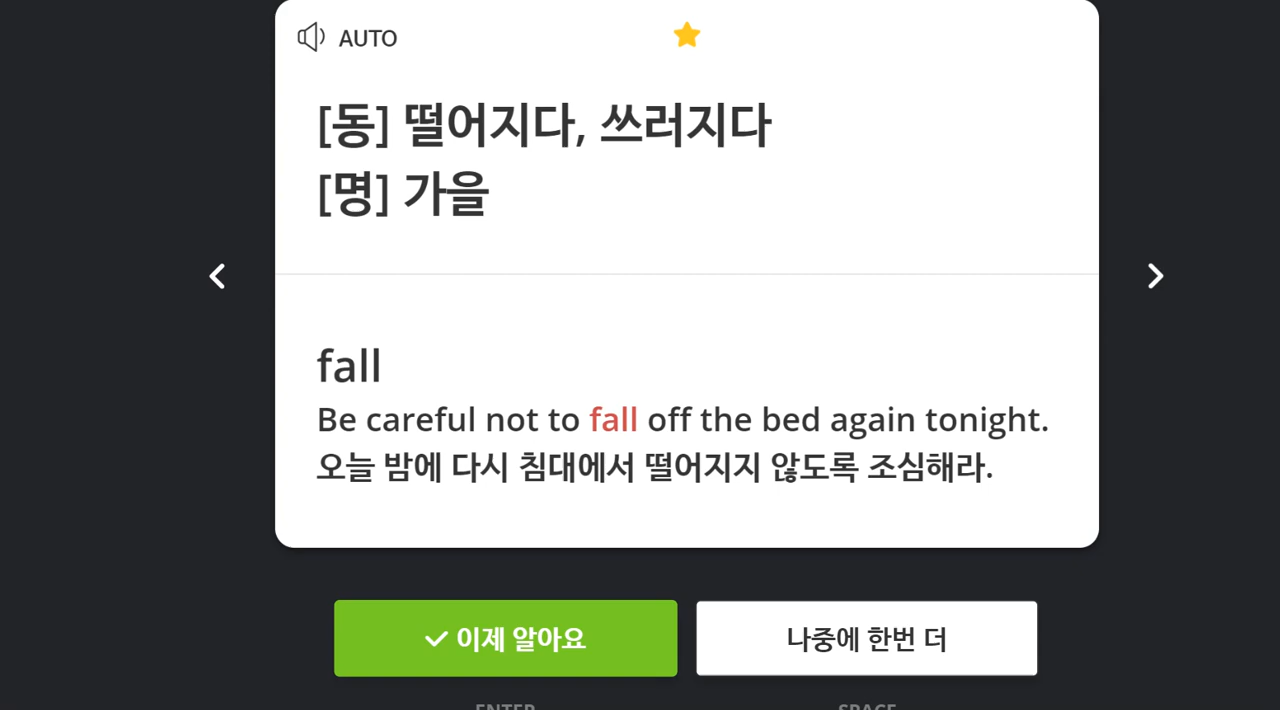 AUTO
[동] 떨어지다, 쓰러지다
[명] 가을
fall
Be careful not to fall off the bed again tonight.
오늘 밤에 다시 침대에서 떨어지지 않도록 조심해라.
이제 알아요
나중에 한번 더
ENTER
SPACE